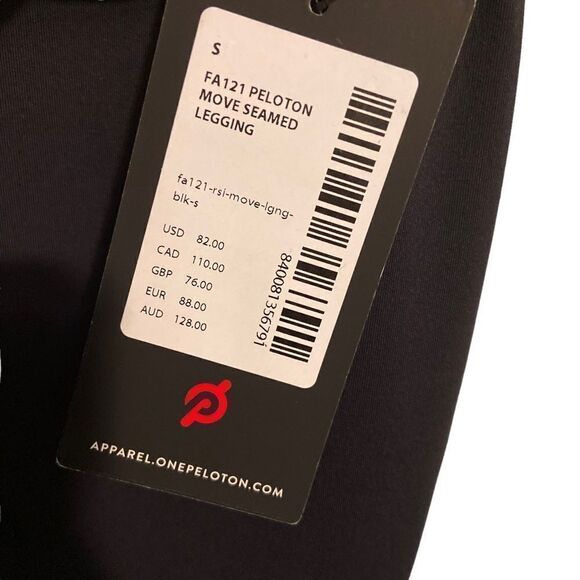 S
FA121 PELOTON
MOVE SEAMED
LEGGING
fa121-rsi-move-lgng-
blk-s
USD 82.00
CAD 110.00
GBP 76.00
EUR 88.00
AUD 128.00
840081356791
APPAREL.ONEPELOTON.COM